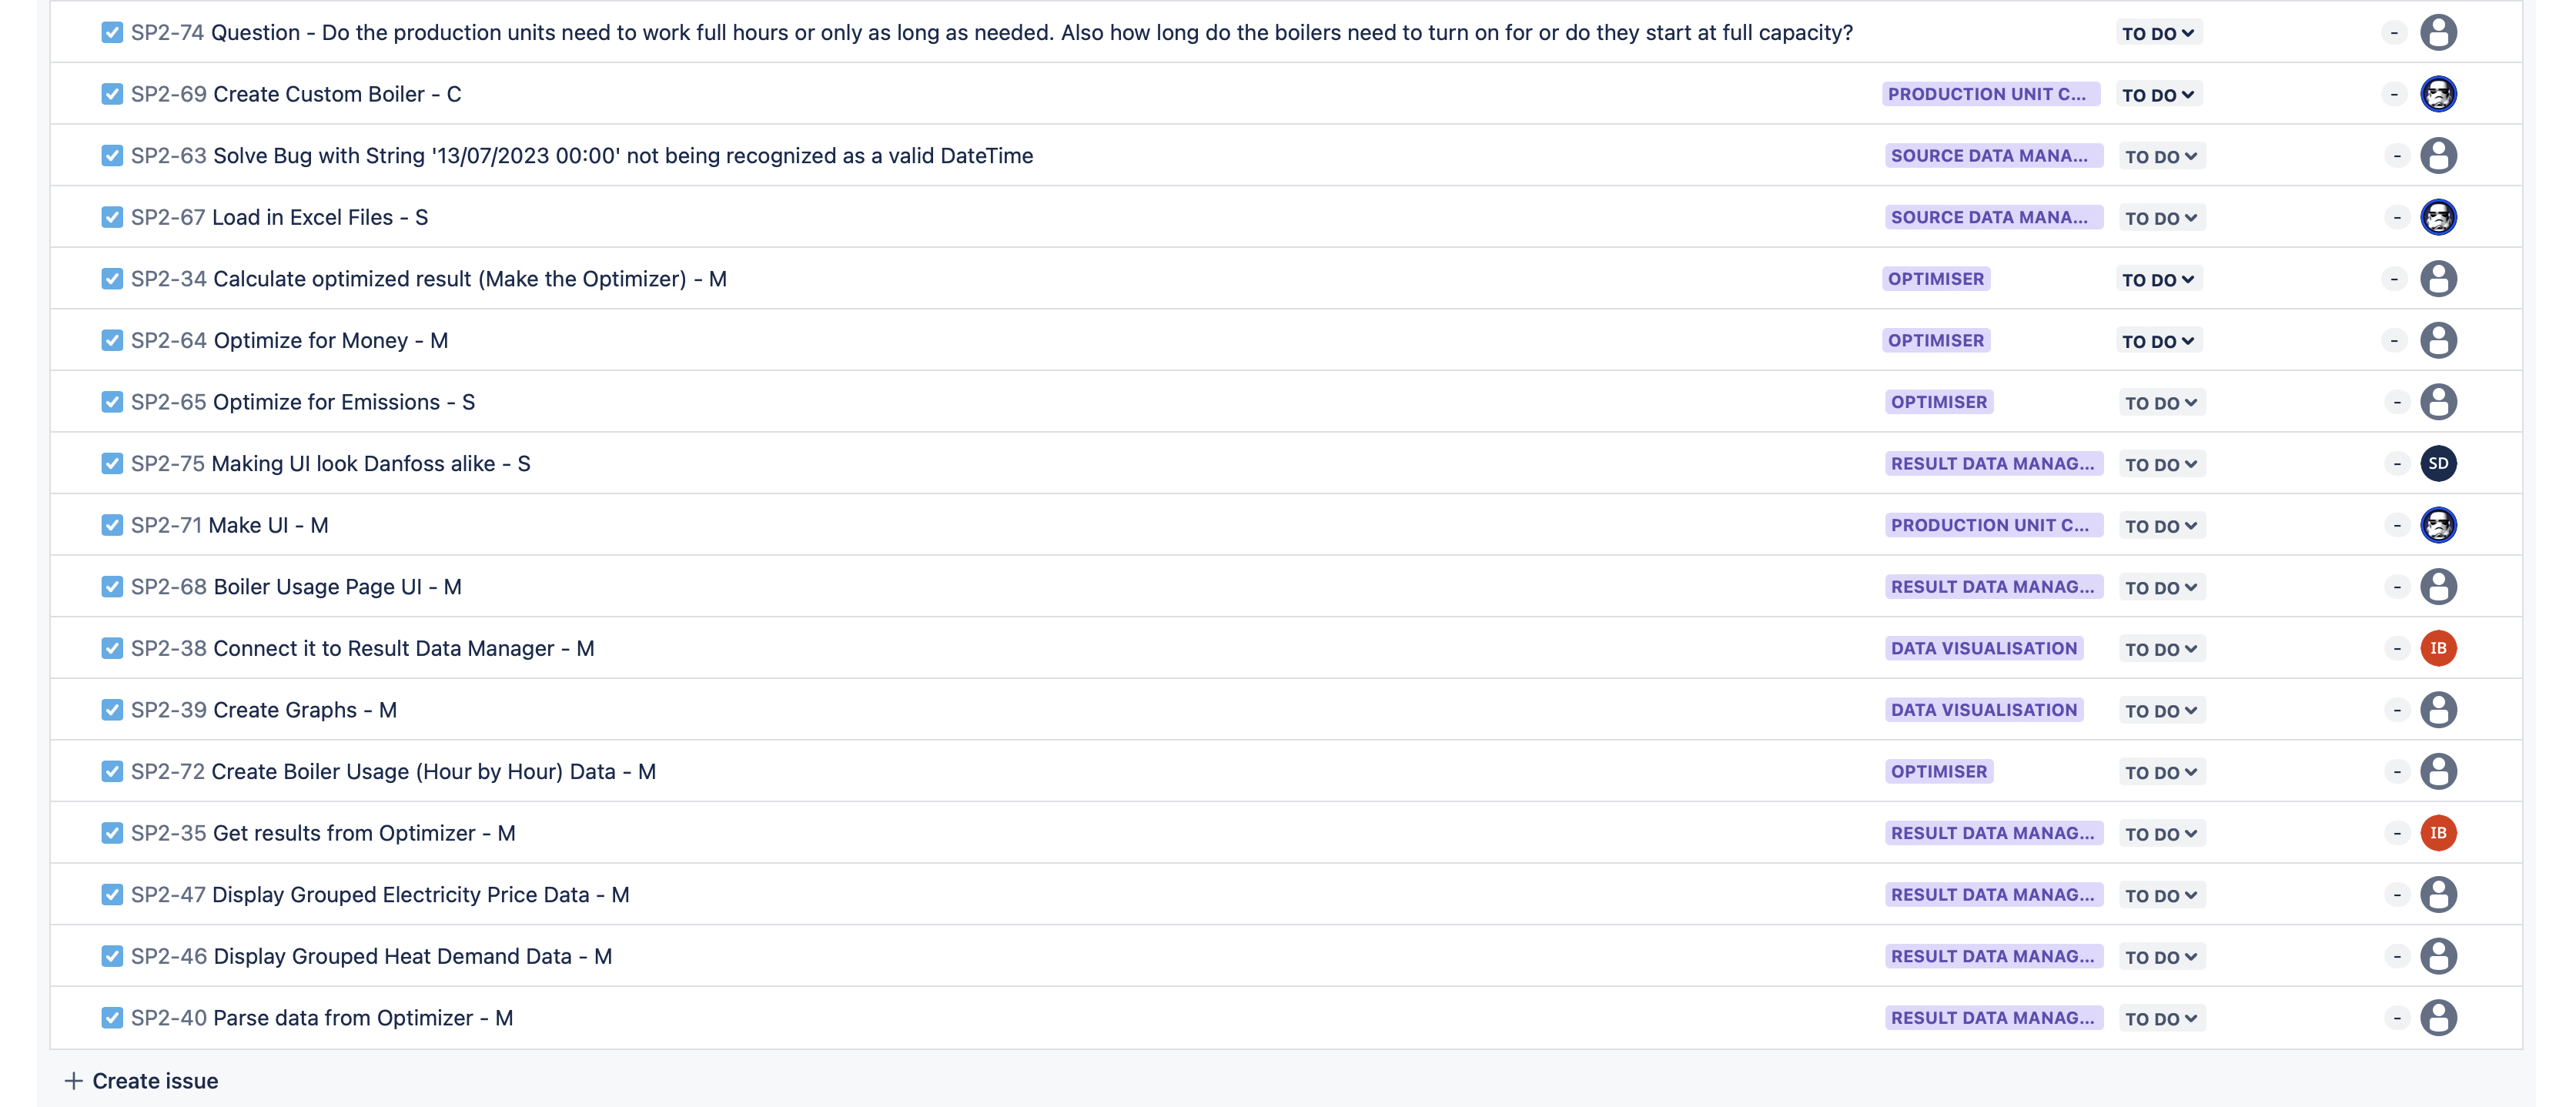 SP2-74 Question - Do the production units need to work full hours or only as long as needed. Also how long do the boilers need to turn on for or do they start at full capacity? TO DO -
SP2-69 Create Custom Boiler - C PRODUCTION UNIT C... TO DO -
SP2-63 Solve Bug with String '13/07/2023 00:00' not being recognized as a valid DateTime SOURCE DATA MANA... TO DO -
SP2-67 Load in Excel Files - S SOURCE DATA MANA... TO DO -
SP2-34 Calculate optimized result (Make the Optimizer) - M OPTIMISER TO DO -
SP2-64 Optimize for Money - M OPTIMISER TO DO -
SP2-65 Optimize for Emissions - S OPTIMISER TO DO -
SP2-75 Making UI look Danfoss alike - S RESULT DATA MANAG... TO DO - SD
SP2-71 Make UI - M PRODUCTION UNIT C... TO DO -
SP2-68 Boiler Usage Page UI - M RESULT DATA MANAG... TO DO -
SP2-38 Connect it to Result Data Manager - M DATA VISUALISATION TO DO - IB
SP2-39 Create Graphs - M DATA VISUALISATION TO DO -
SP2-72 Create Boiler Usage (Hour by Hour) Data - M OPTIMISER TO DO -
SP2-35 Get results from Optimizer - M RESULT DATA MANAG... TO DO - IB
SP2-47 Display Grouped Electricity Price Data - M RESULT DATA MANAG... TO DO -
SP2-46 Display Grouped Heat Demand Data - M RESULT DATA MANAG... TO DO -
SP2-40 Parse data from Optimizer - M RESULT DATA MANAG... TO DO -
+ Create issue